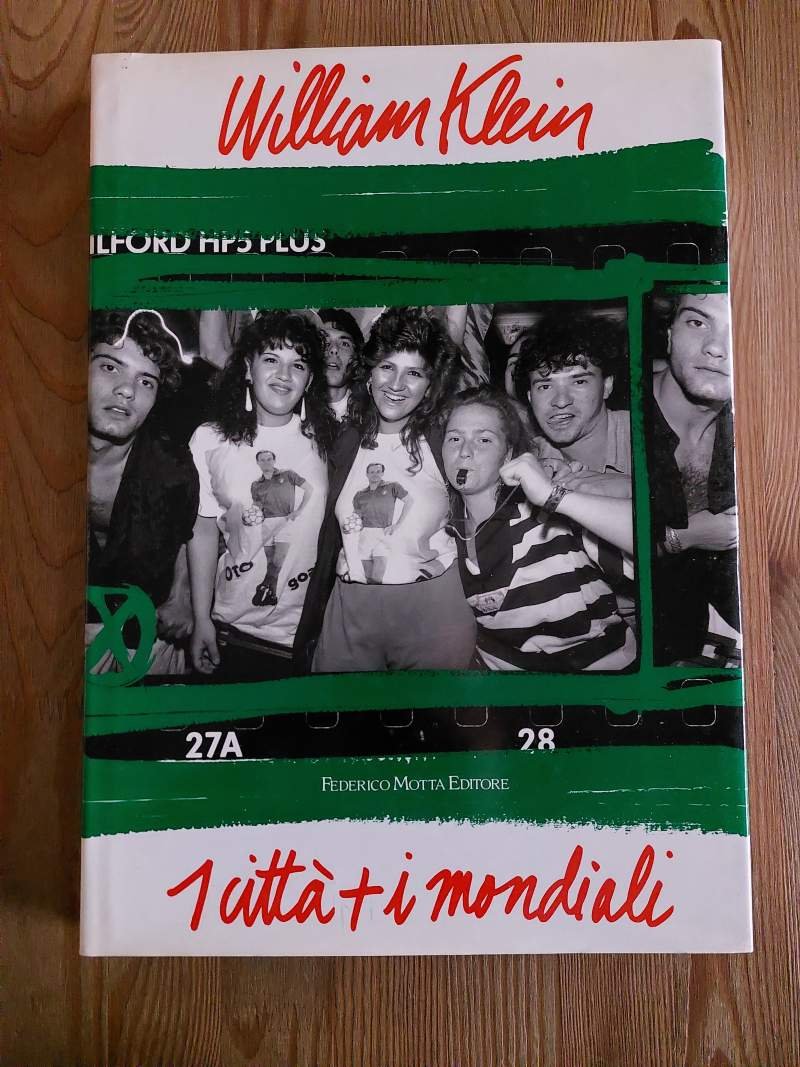 William Klein
ILFORD HP5 PLUS
27A
28
FEDERICO MOTTA EDITORE
1 città + i mondiali